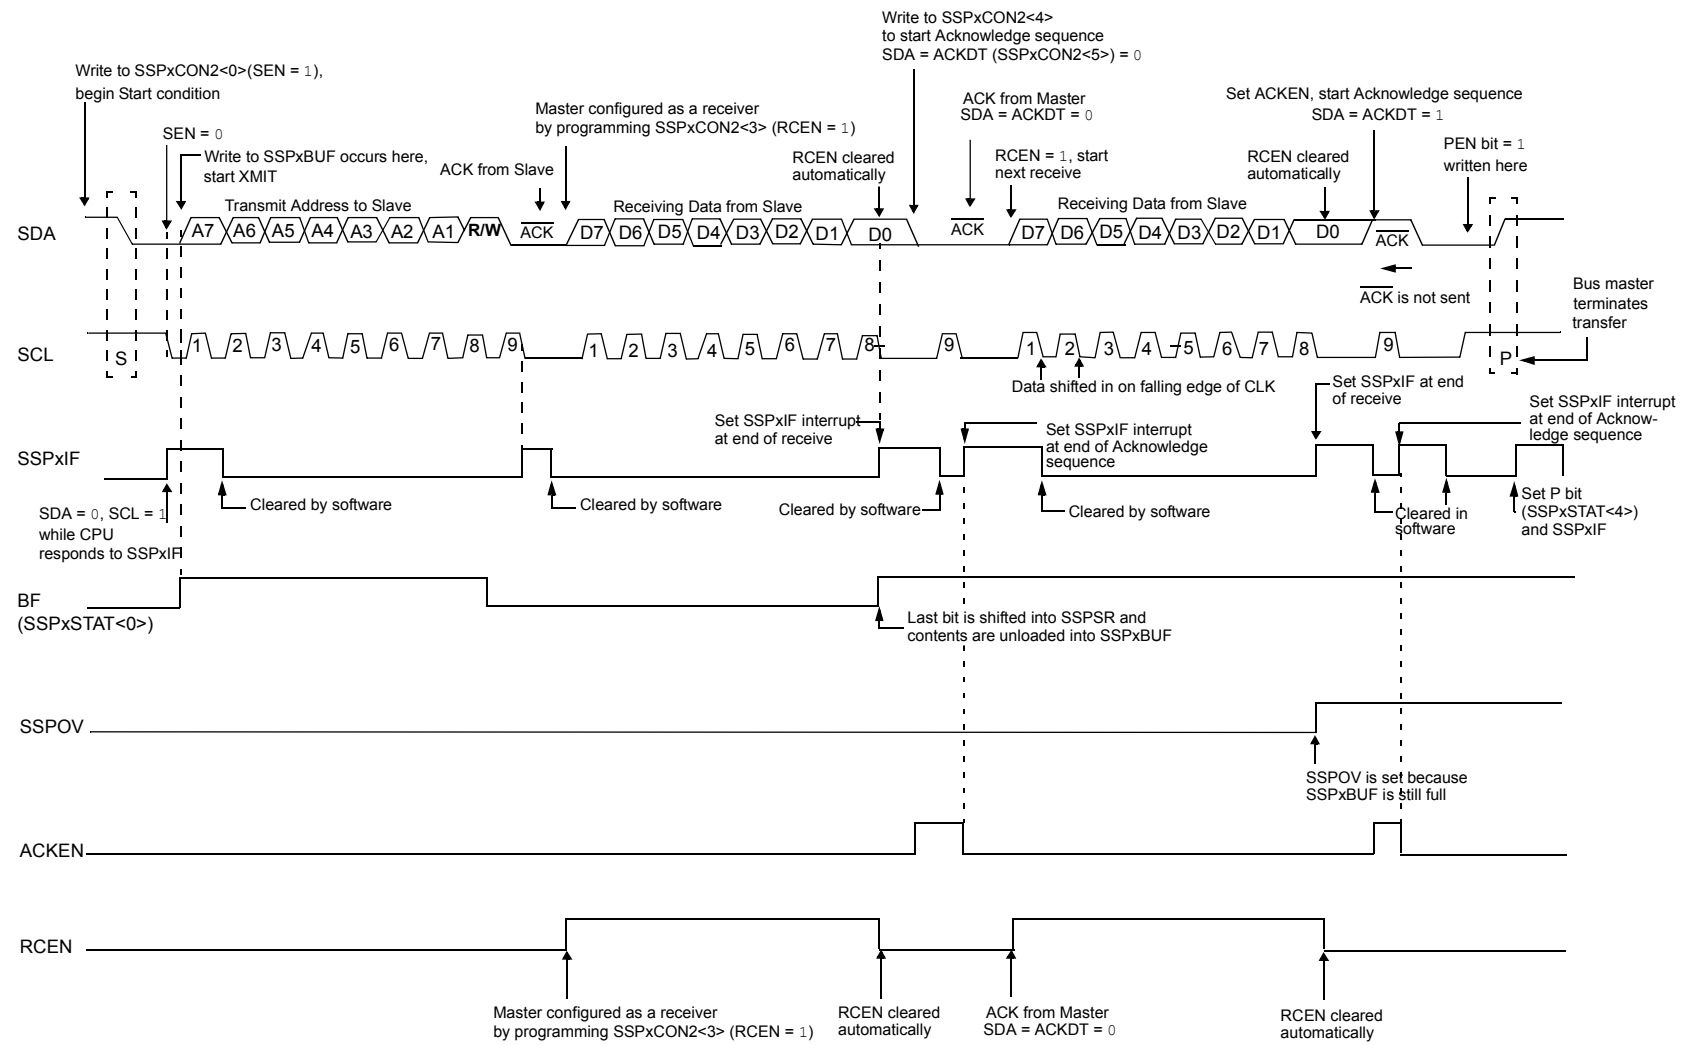 Write to SSPxCON2<4>
to start Acknowledge sequence
SDA = ACKDT (SSPxCON2<5>) = 0
Write to SSPxCON2<0>(SEN = 1),
begin Start condition
SEN = 0
Write to SSPxBUF occurs here,
start XMIT
ACK from Slave
Master configured as a receiver
by programming SSPxCON2<3> (RCEN = 1)
RCEN cleared
automatically
ACK from Master
SDA = ACKDT = 0
RCEN = 1, start
next receive
Set ACKEN, start Acknowledge sequence
SDA = ACKDT = 1
RCEN cleared
automatically
PEN bit = 1
written here
Transmit Address to Slave
Receiving Data from Slave
Receiving Data from Slave
SDA
A7 A6 A5 A4 A3 A2 A1 R/W ACK D7 D6 D5 D4 D3 D2 D1 D0 ACK D7 D6 D5 D4 D3 D2 D1 D0 ACK
ACK is not sent
Bus master
terminates
transfer
SCL
S 1 2 3 4 5 6 7 8 9 1 2 3 4 5 6 7 8 9 1 2 3 4 5 6 7 8 9 P
Data shifted in on falling edge of CLK
Set SSPxIF interrupt
at end of receive
Set SSPxIF interrupt
at end of Acknowledge
sequence
Set SSPxIF at end
of receive
Set SSPxIF interrupt
at end of Acknow-
ledge sequence
SSPxIF
SDA = 0, SCL = 1
while CPU
responds to SSPxIF
Cleared by software
Cleared by software
Cleared by software
Cleared by software
Cleared in
software
Set P bit
(SSPxSTAT<4>)
and SSPxIF
BF
(SSPxSTAT<0>)
Last bit is shifted into SSPSR and
contents are unloaded into SSPxBUF
SSPOV
SSPOV is set because
SSPxBUF is still full
ACKEN
RCEN
Master configured as a receiver
by programming SSPxCON2<3> (RCEN = 1)
RCEN cleared
automatically
ACK from Master
SDA = ACKDT = 0
RCEN cleared
automatically